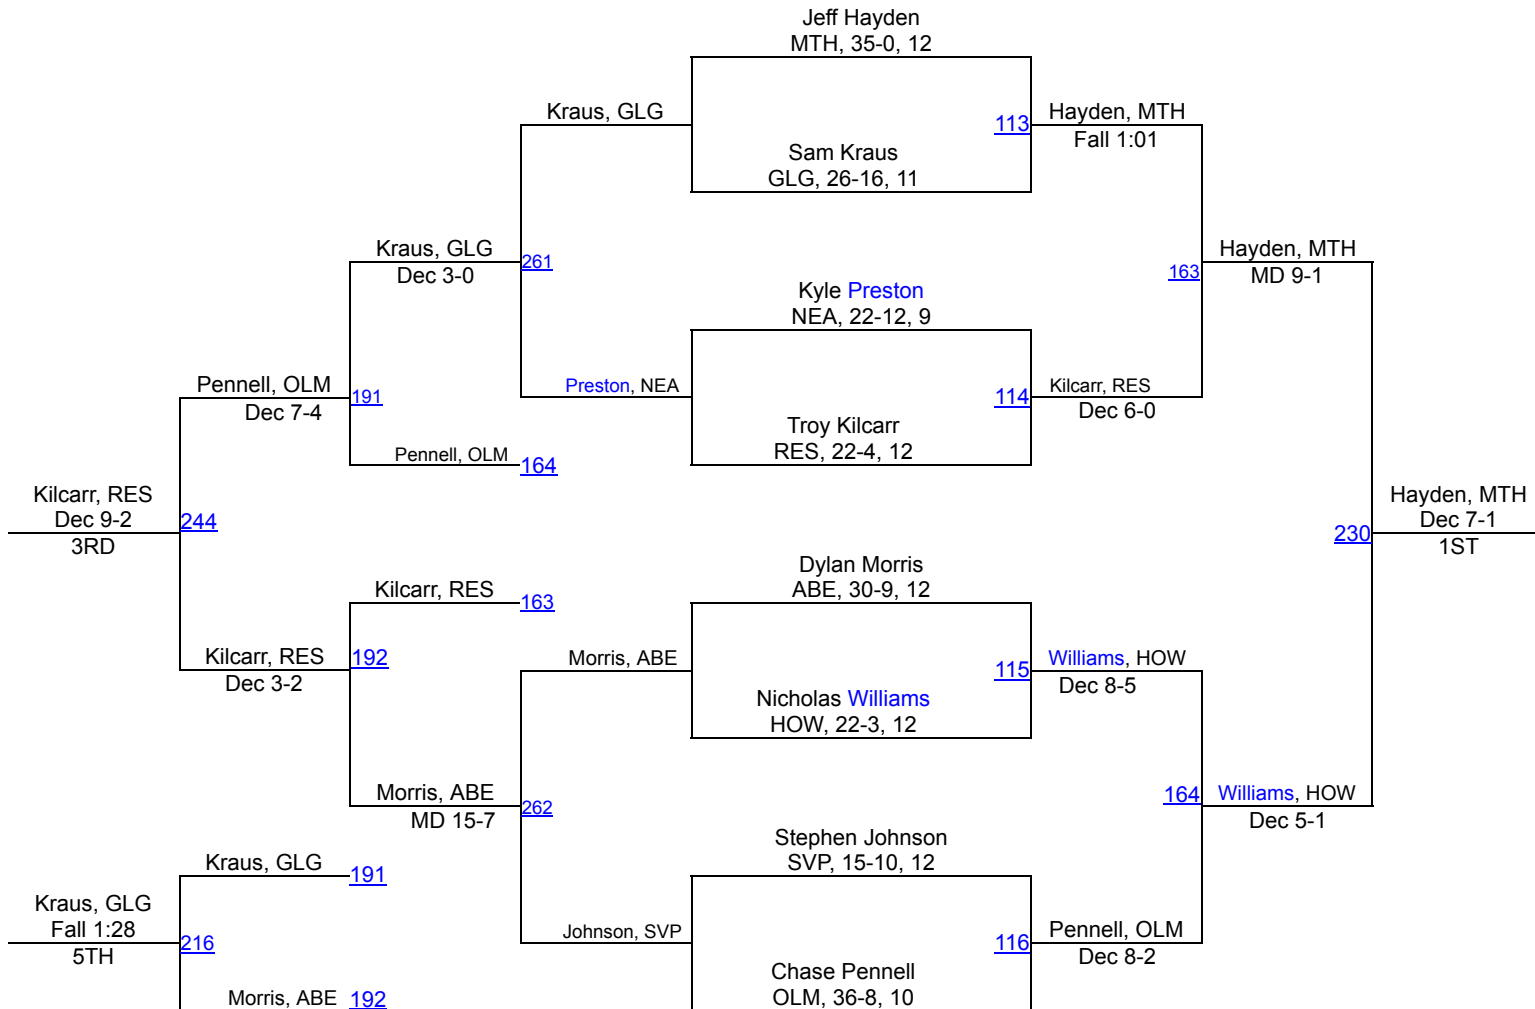 Jeff Hayden
MTH, 35-0, 12
Kraus, GLG
113
Hayden, MTH
Fall 1:01
Sam Kraus
GLG, 26-16, 11
Kraus, GLG
Dec 3-0
261
Hayden, MTH
MD 9-1
163
Kyle Preston
NEA, 22-12, 9
Pennell, OLM
Dec 7-4
191
Preston, NEA
114
Kilcarr, RES
Dec 6-0
Troy Kilcarr
RES, 22-4, 12
Pennell, OLM
164
Kilcarr, RES
Dec 9-2
3RD
244
230
Hayden, MTH
Dec 7-1
1ST
Dylan Morris
ABE, 30-9, 12
Kilcarr, RES
163
Kilcarr, RES
Dec 3-2
192
Morris, ABE
115
Williams, HOW
Dec 8-5
Nicholas Williams
HOW, 22-3, 12
Morris, ABE
MD 15-7
262
164
Williams, HOW
Dec 5-1
Stephen Johnson
SVP, 15-10, 12
Kraus, GLG
191
Kraus, GLG
Fall 1:28
5TH
216
Johnson, SVP
116
Pennell, OLM
Dec 8-2
Chase Pennell
OLM, 36-8, 10
Morris, ABE
192